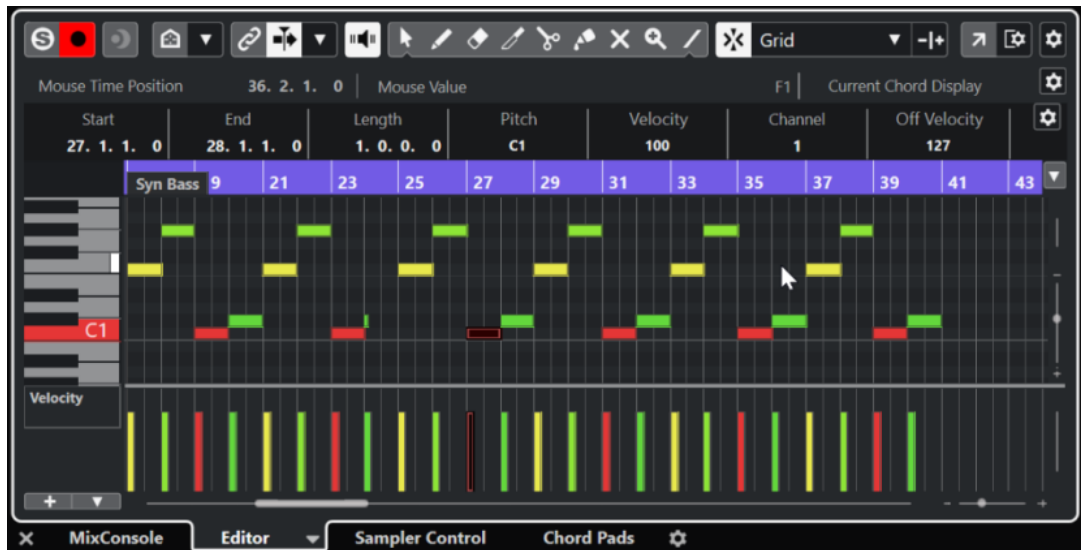 S Grid
Mouse Time Position 36. 2. 1. 0 Mouse Value F1 Current Chord Display
Start End Length Pitch Velocity Channel Off Velocity
27. 1. 1. 0 28. 1. 1. 0 1. 0. 0. 0 C1 100 1 127
Syn Bass 9 21 23 25 27 29 31 33 35 37 39 41 43
C1
Velocity
MixConsole Editor Sampler Control Chord Pads